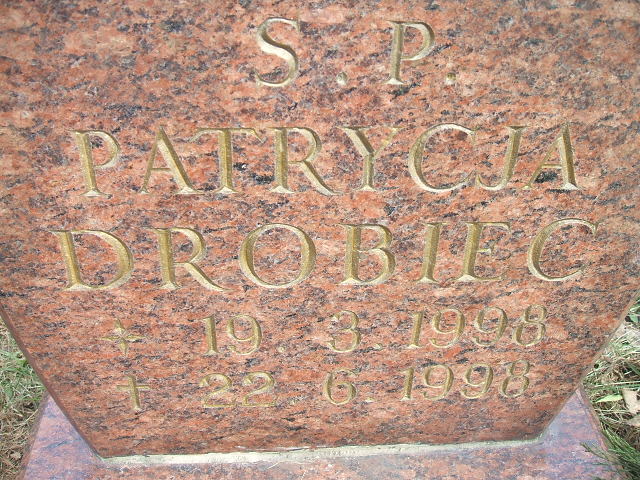 S. P.
PATRYCJA
DROBIEC
* 19. 3. 1998
† 22. 6. 1998